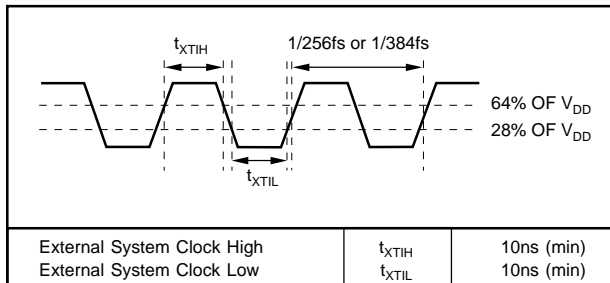 tXTIH
1/256fs or 1/384fs
64% OF VDD
28% OF VDD
tXTIL
External System Clock High tXTIH 10ns (min)
External System Clock Low tXTIL 10ns (min)